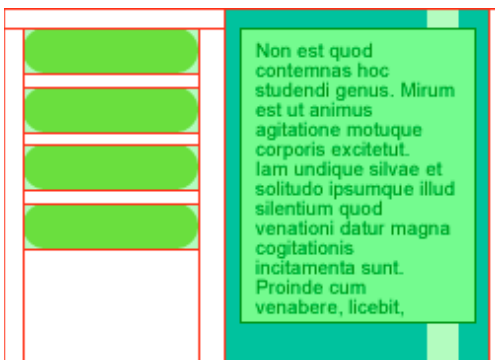 Non est quod
contemnas hoc
studendi genus. Mirum
est ut animus
agitatione motuque
corporis excitetut.
Iam undique silvae et
solitudo ipsumque illud
silentium quod
venationi datur magna
cogitationis
incitamenta sunt.
Proinde cum
venabere, licebit,